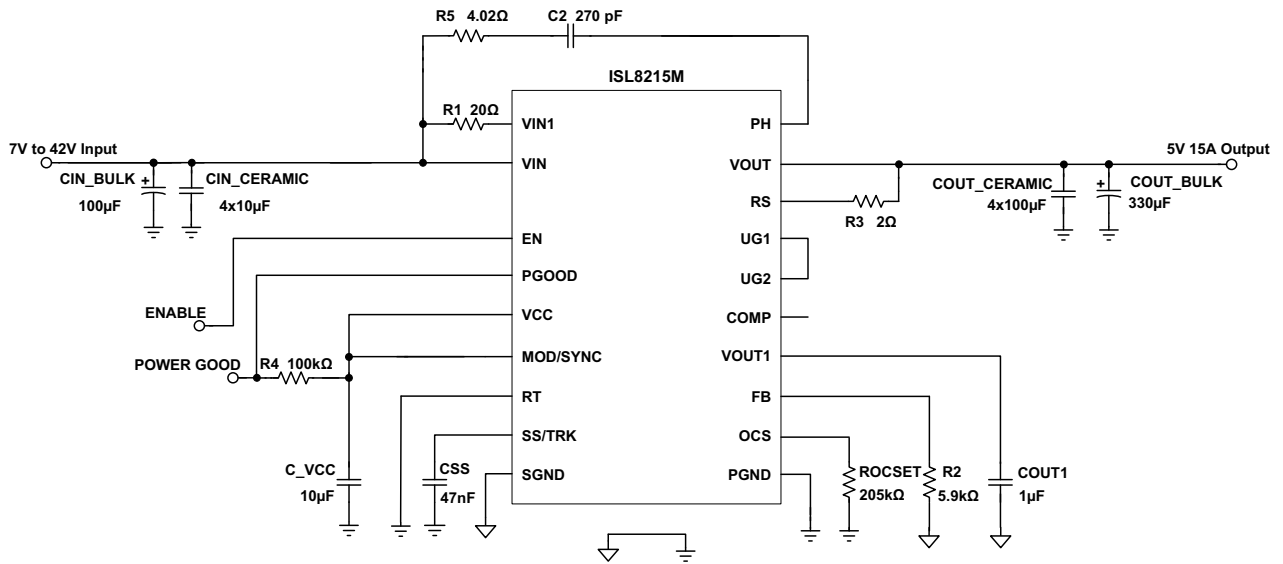 R5 4.02Ω
C2 270 pF
ISL8215M
R1 20Ω
VIN1
PH
7V to 42V Input
VIN
VOUT
5V 15A Output
CIN_BULK
+
100µF
CIN_CERAMIC
4x10µF
RS
R3 2Ω
COUT_CERAMIC
4x100µF
+
COUT_BULK
330µF
EN
UG1
PGOOD
UG2
ENABLE
VCC
COMP
POWER GOOD
R4 100kΩ
MOD/SYNC
VOUT1
RT
FB
SS/TRK
OCS
C_VCC
10µF
CSS
47nF
SGND
PGND
ROCSET
205kΩ
R2
5.9kΩ
COUT1
1µF